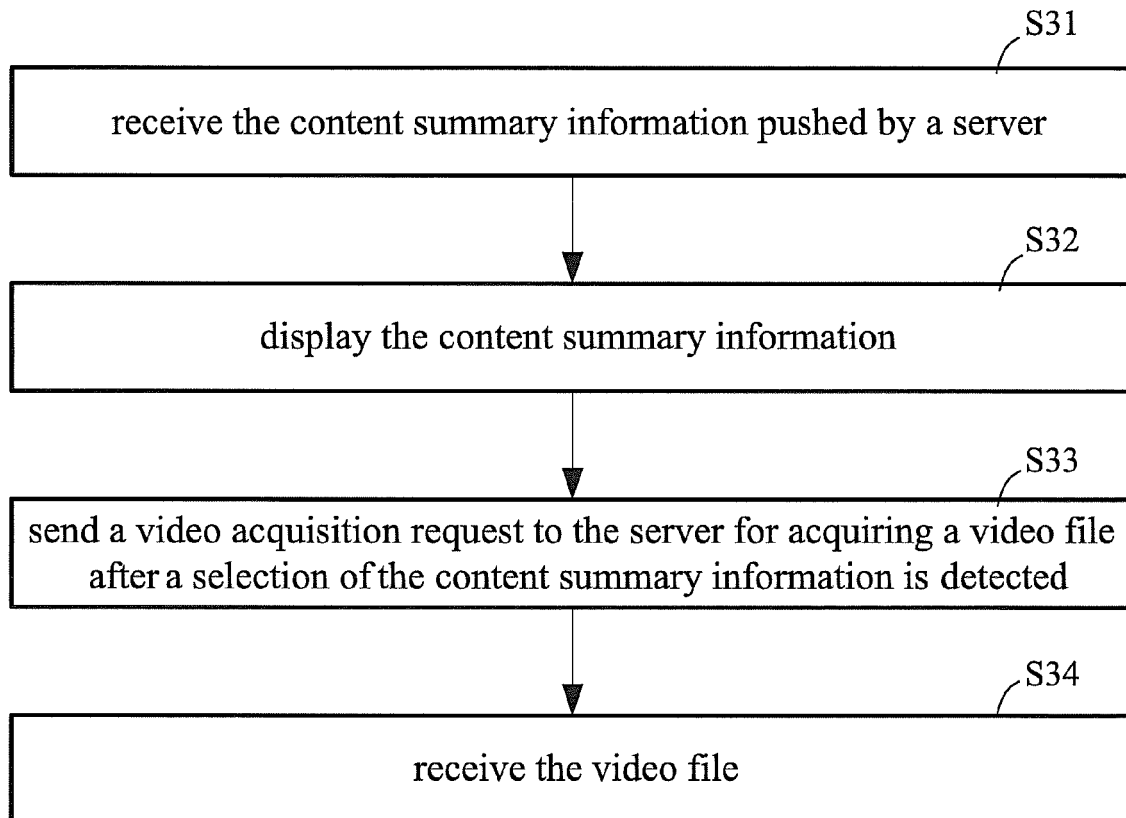 S31
receive the content summary information pushed by a server
S32
display the content summary information
S33
send a video acquisition request to the server for acquiring a video file
after a selection of the content summary information is detected
S34
receive the video file